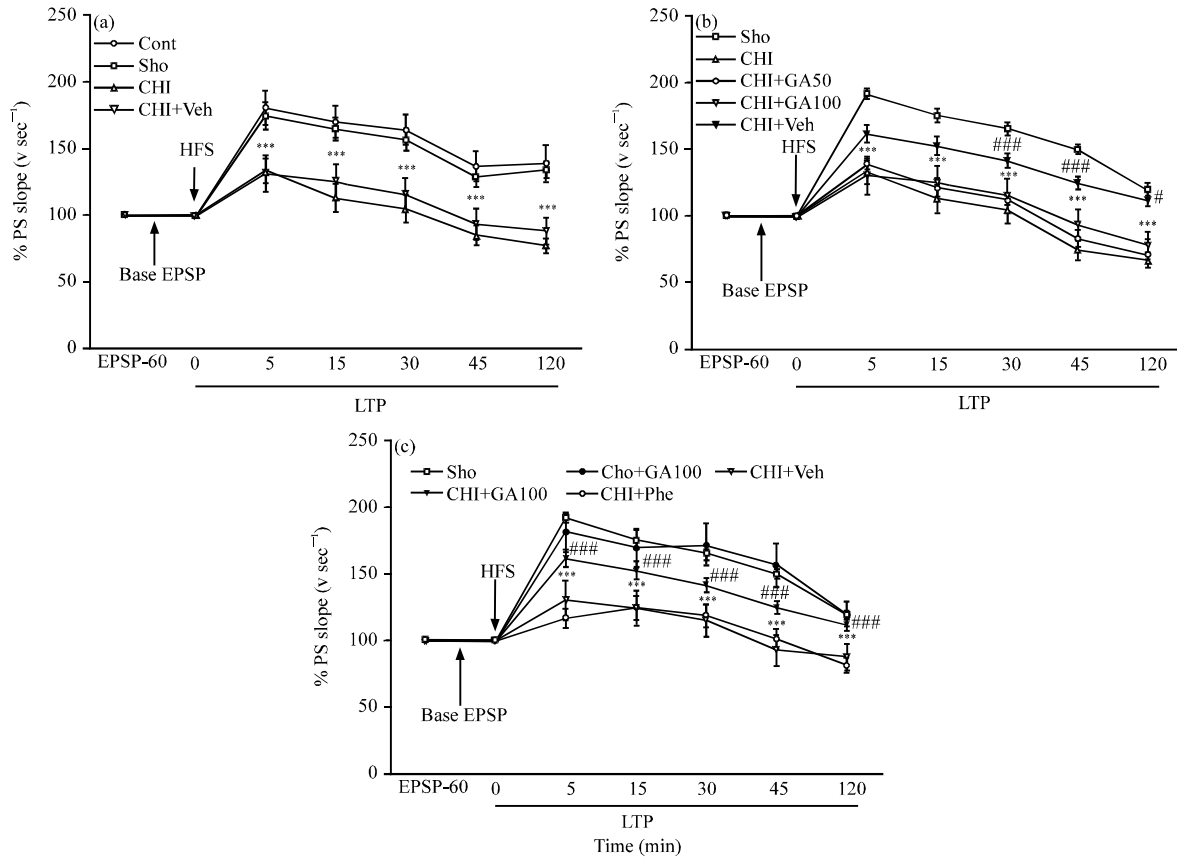 (a)
Cont
Sho
CHI
CHI+Veh
250
200
150
100
50
0
% PS slope (v sec⁻¹)
HFS
Base EPSP
***
***
***
***
***
EPSP-60 0 5 15 30 45 120
LTP
(b)
Sho
CHI
CHI+GA50
CHI+GA100
CHI+Veh
250
200
150
100
50
0
% PS slope (v sec⁻¹)
HFS
Base EPSP
###
###
#
***
***
***
***
***
EPSP-60 0 5 15 30 45 120
LTP
(c)
Sho Cho+GA100 CHI+Veh
CHI+GA100 CHI+Phe
250
200
150
100
50
0
% PS slope (v sec⁻¹)
HFS
Base EPSP
###
###
###
###
###
***
***
***
***
***
EPSP-60 0 5 15 30 45 120
LTP
Time (min)